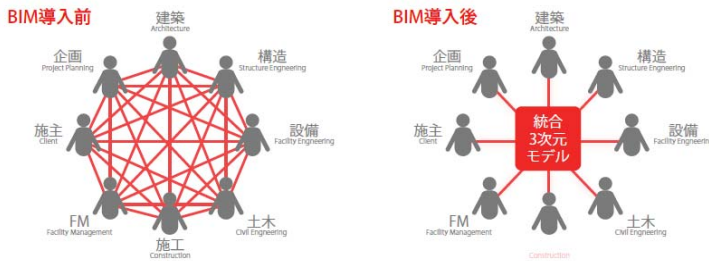 BIM導入前
建築
Architecture
企画
Project Planning
構造
Structure Engineering
施主
Client
設備
Facility Engineering
FM
Facility Management
土木
Civil Engineering
施工
Construction
BIM導入後
建築
Architecture
企画
Project Planning
構造
Structure Engineering
施主
Client
統合
3次元
モデル
設備
Facility Engineering
FM
Facility Management
土木
Civil Engineering
Construction